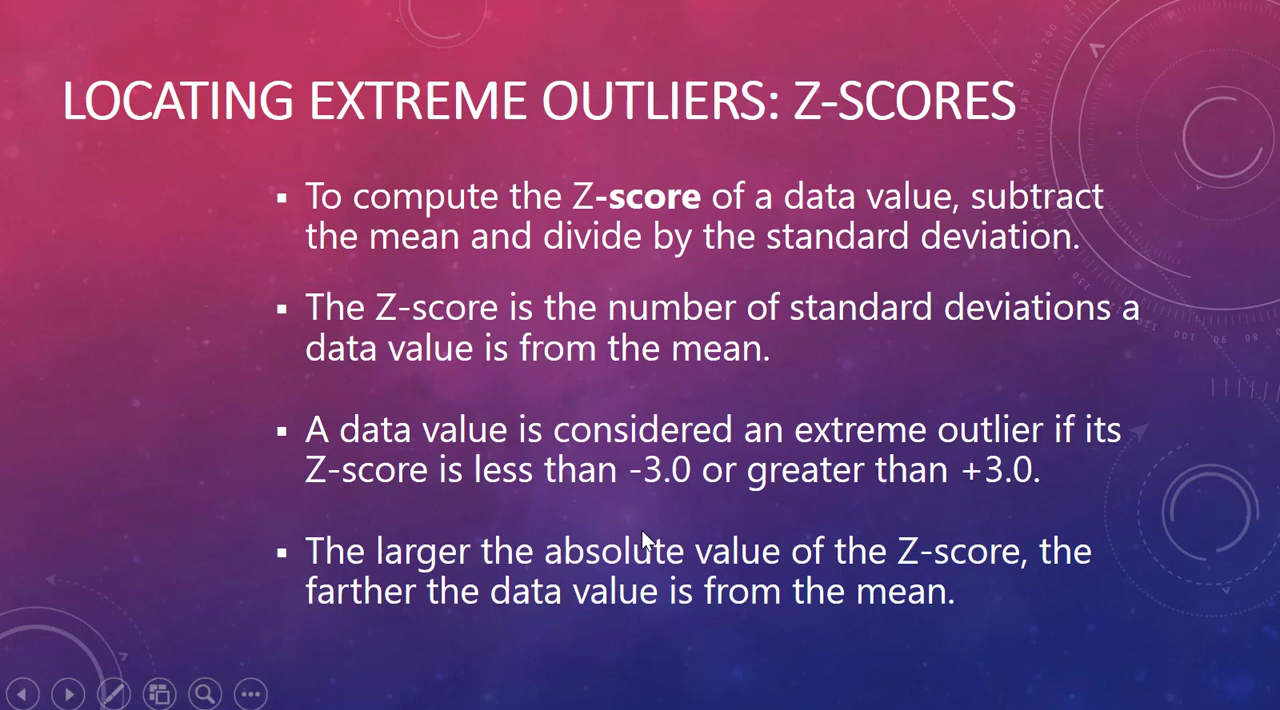 LOCATING EXTREME OUTLIERS: Z-SCORES
▪ To compute the Z-score of a data value, subtract
the mean and divide by the standard deviation.
▪ The Z-score is the number of standard deviations a
data value is from the mean.
▪ A data value is considered an extreme outlier if its
Z-score is less than -3.0 or greater than +3.0.
▪ The larger the absolute value of the Z-score, the
farther the data value is from the mean.